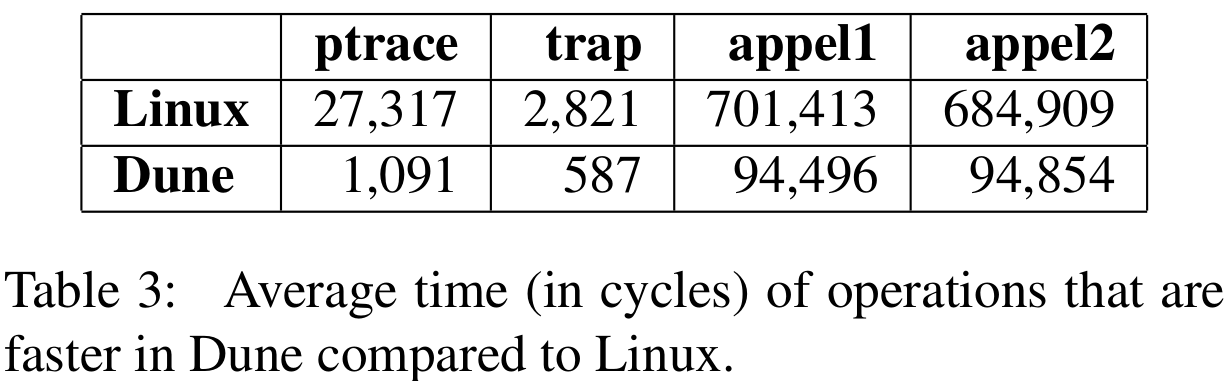 ptrace trap appel1 appel2
Linux 27,317 2,821 701,413 684,909
Dune 1,091 587 94,496 94,854
Table 3: Average time (in cycles) of operations that are
faster in Dune compared to Linux.